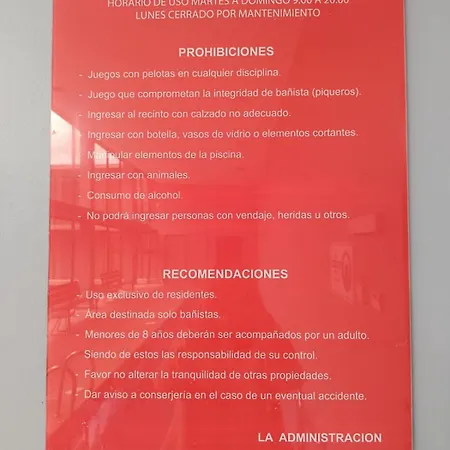 HORARIO DE USO MARTES A DOMINGO 9:00 A 20:00
LUNES CERRADO POR MANTENIMIENTO
PROHIBICIONES
- Juegos con pelotas en cualquier disciplina.
- Juego que comprometan la integridad de bañista (piqueros).
- Ingresar al recinto con calzado no adecuado.
- Ingresar con botella, vasos de vidrio o elementos cortantes.
- Manipular elementos de la piscina.
- Ingresar con animales.
- Consumo de alcohol.
- No podrá ingresar personas con vendaje, heridas u otros.
RECOMENDACIONES
- Uso exclusivo de residentes.
- Área destinada solo bañistas.
- Menores de 8 años deberán ser acompañados por un adulto.
- Siendo de estos las responsabilidad de su control.
- Favor no alterar la tranquilidad de otras propiedades.
- Dar aviso a conserjería en el caso de un eventual accidente.
LA ADMINISTRACION